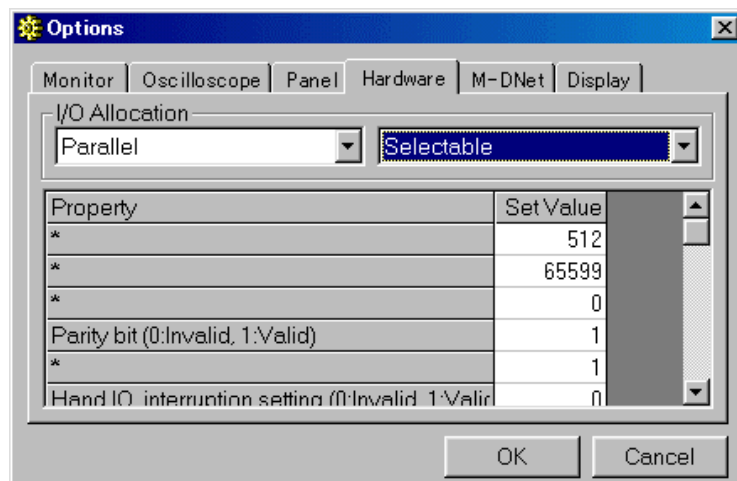 Options
Monitor Oscilloscope Panel Hardware M-DNet Display
I/O Allocation
Parallel Selectable
Property Set Value
* 512
* 65599
* 0
Parity bit (0:Invalid, 1:Valid) 1
* 1
Hand IO interruption setting (0:Invalid 1:Valid 0
OK Cancel